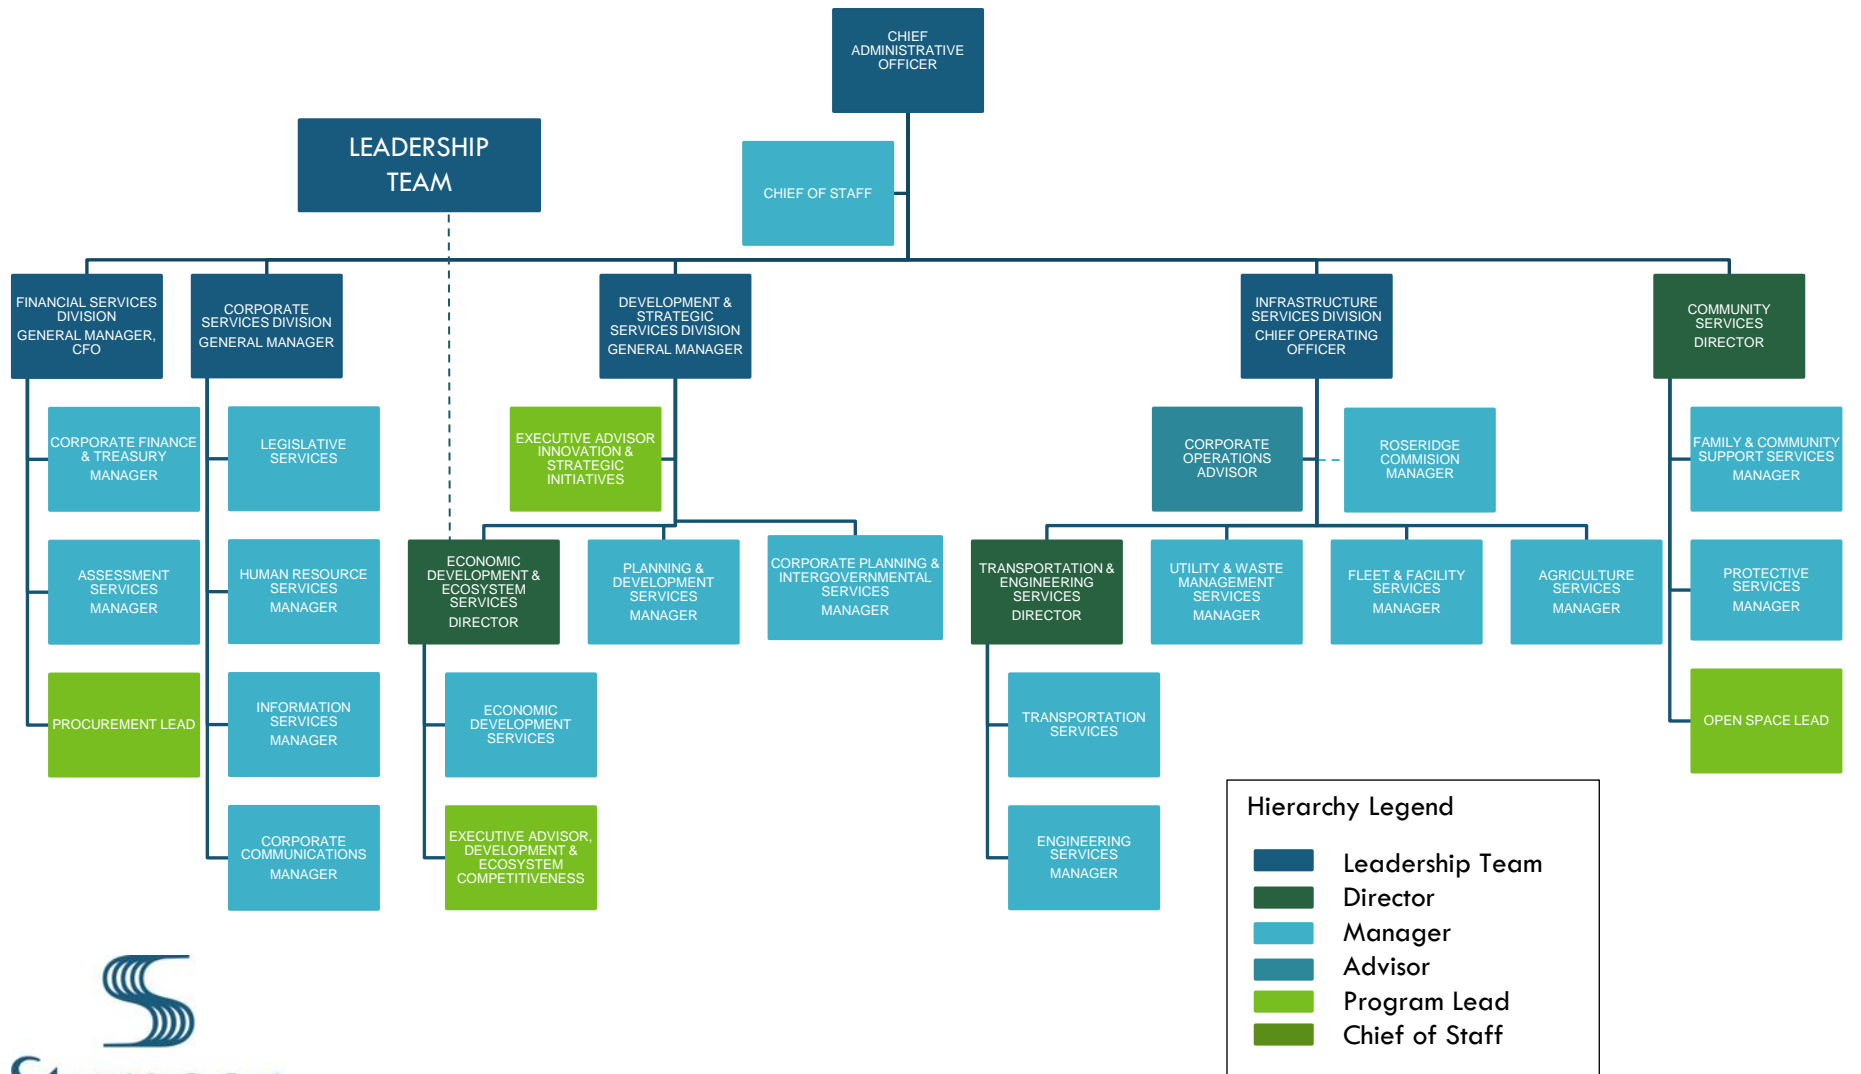 CHIEF
ADMINISTRATIVE
OFFICER
LEADERSHIP
TEAM
CHIEF OF STAFF
FINANCIAL SERVICES
DIVISION
GENERAL MANAGER,
CFO
CORPORATE
SERVICES DIVISION
GENERAL MANAGER
DEVELOPMENT &
STRATEGIC
SERVICES DIVISION
GENERAL MANAGER
INFRASTRUCTURE
SERVICES DIVISION
CHIEF OPERATING
OFFICER
COMMUNITY
SERVICES
DIRECTOR
CORPORATE FINANCE
& TREASURY
MANAGER
LEGISLATIVE
SERVICES
EXECUTIVE ADVISOR
INNOVATION &
STRATEGIC
INITIATIVES
CORPORATE
OPERATIONS
ADVISOR
ROSERIDGE
COMMISION
MANAGER
FAMILY & COMMUNITY
SUPPORT SERVICES
MANAGER
ASSESSMENT
SERVICES
MANAGER
HUMAN RESOURCE
SERVICES
MANAGER
ECONOMIC
DEVELOPMENT &
ECOSYSTEM
SERVICES
DIRECTOR
PLANNING &
DEVELOPMENT
SERVICES
MANAGER
CORPORATE PLANNING &
INTERGOVERNMENTAL
SERVICES
MANAGER
TRANSPORTATION &
ENGINEERING
SERVICES
DIRECTOR
UTILITY & WASTE
MANAGEMENT
SERVICES
MANAGER
FLEET & FACILITY
SERVICES
MANAGER
AGRICULTURE
SERVICES
MANAGER
PROTECTIVE
SERVICES
MANAGER
PROCUREMENT LEAD
INFORMATION
SERVICES
MANAGER
ECONOMIC
DEVELOPMENT
SERVICES
TRANSPORTATION
SERVICES
OPEN SPACE LEAD
CORPORATE
COMMUNICATIONS
MANAGER
EXECUTIVE ADVISOR,
DEVELOPMENT &
ECOSYSTEM
COMPETITIVENESS
ENGINEERING
SERVICES
MANAGER
Hierarchy Legend
Leadership Team
Director
Manager
Advisor
Program Lead
Chief of Staff